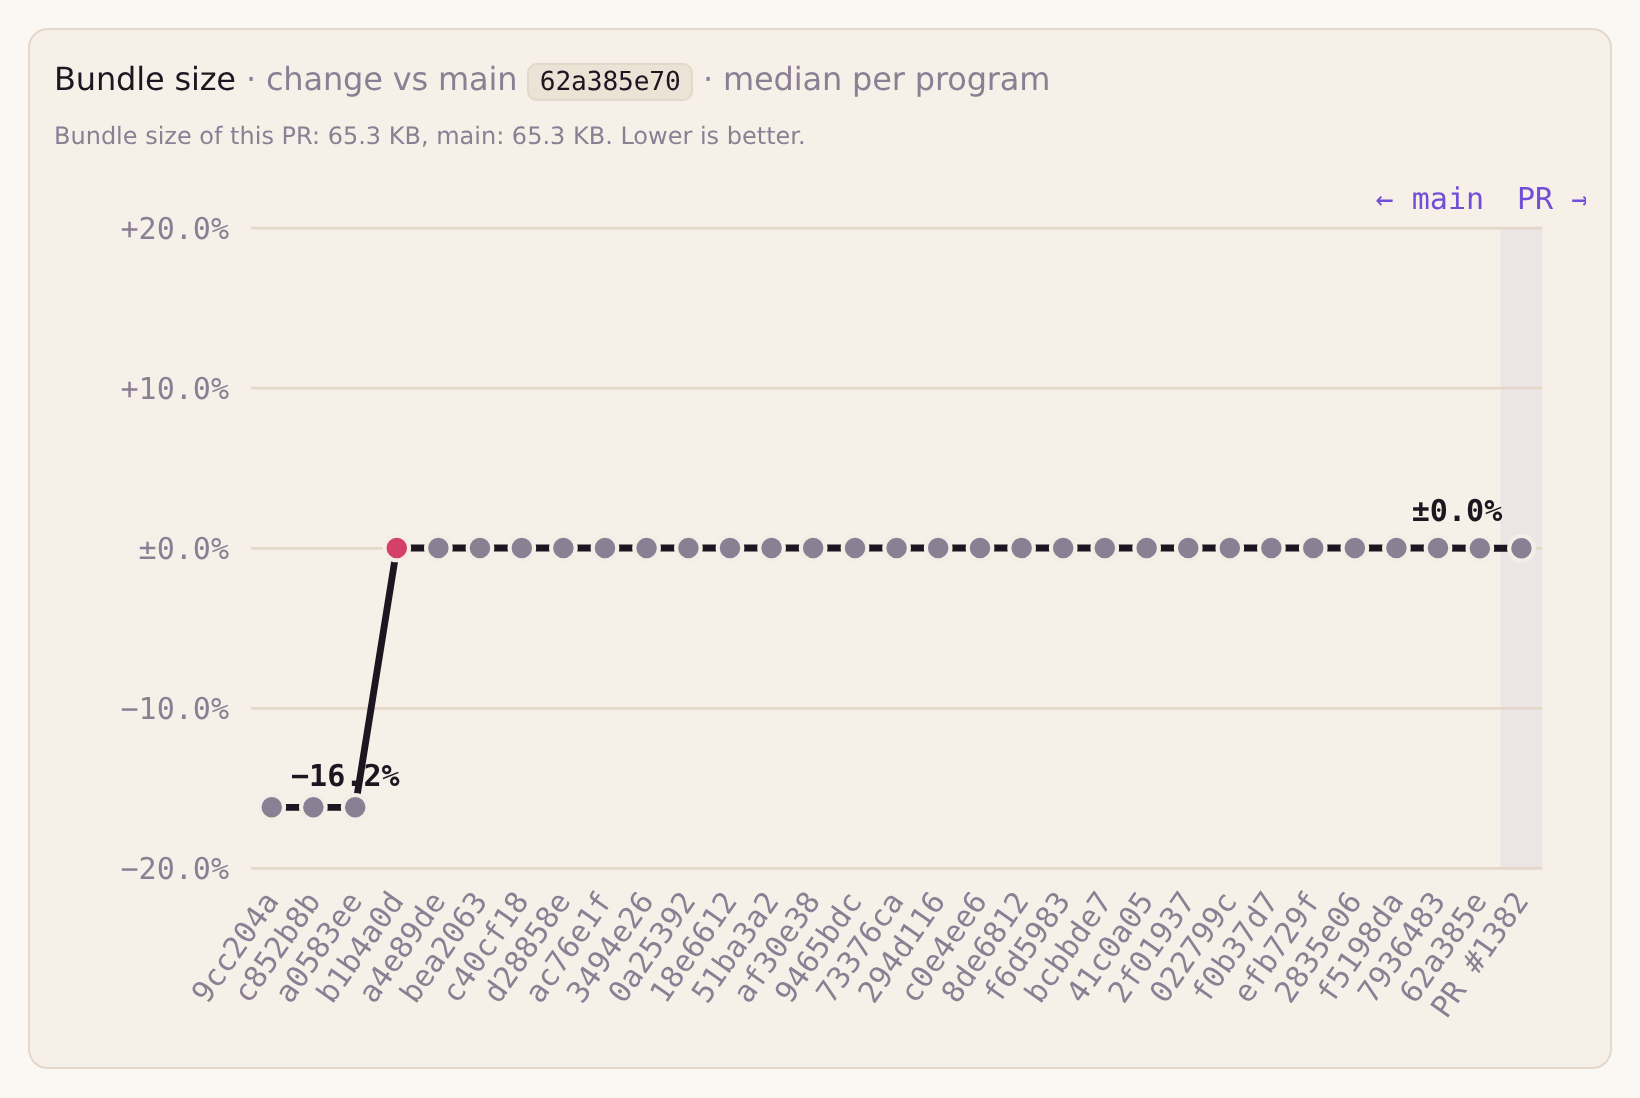 Bundle size · change vs main 62a385e70 · median per program
Bundle size of this PR: 65.3 KB, main: 65.3 KB. Lower is better.
← main PR →
+20.0%
+10.0%
±0.0%
±0.0%
−10.0%
−16.2%
−20.0%
9cc204a
c852b8b
a0583ee
b1b4a0d
a4e89de
bea2063
c40cf18
d28858e
ac76e1f
3494e26
0a25392
18e6612
51ba3a2
af30e38
9465bdc
73376ca
294d116
c0e4ee6
8de6812
f6d5983
bcbbde7
41c0a05
2f01937
022799c
f0b37d7
efb729f
2835e06
f5198da
7936483
62a385e
PR #1382